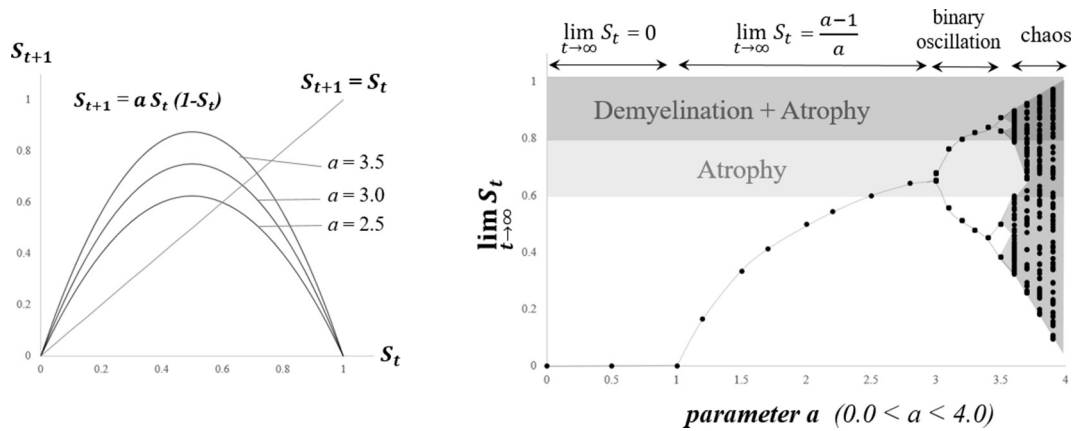 S_{t+1}
S_{t+1} = S_t
S_{t+1} = a S_t (1-S_t)
a = 3.5
a = 3.0
a = 2.5
1
0.8
0.6
0.4
0.2
0
0 0.2 0.4 0.6 0.8 1
S_t
lim_{t→∞} S_t = 0
lim_{t→∞} S_t = \frac{a-1}{a}
binary
oscillation
chaos
Demyelination + Atrophy
Atrophy
lim_{t→∞} S_t
1
0.8
0.6
0.4
0.2
0
0 0.5 1 1.5 2 2.5 3 3.5 4
parameter a (0.0 < a < 4.0)